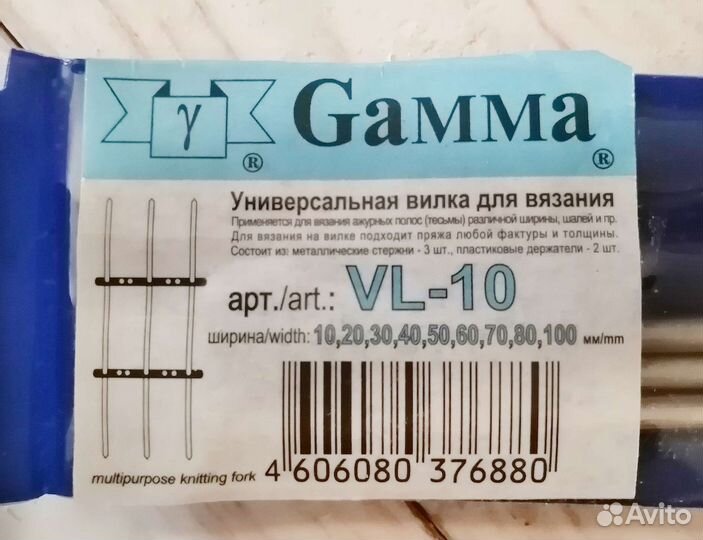 γ ® Gamma ®
Универсальная вилка для вязания
Применяется для вязания ажурных полос (тесьмы) различной ширины, шалей и пр.
Для вязания на вилке подходит пряжа любой фактуры и толщины.
Состоит из: металлические стержни - 3 шт., пластиковые держатели - 2 шт.
арт./art.: VL-10
ширина/width: 10,20,30,40,50,60,70,80,100 мм/mm
multipurpose knitting fork
4 606080 376880
Avito